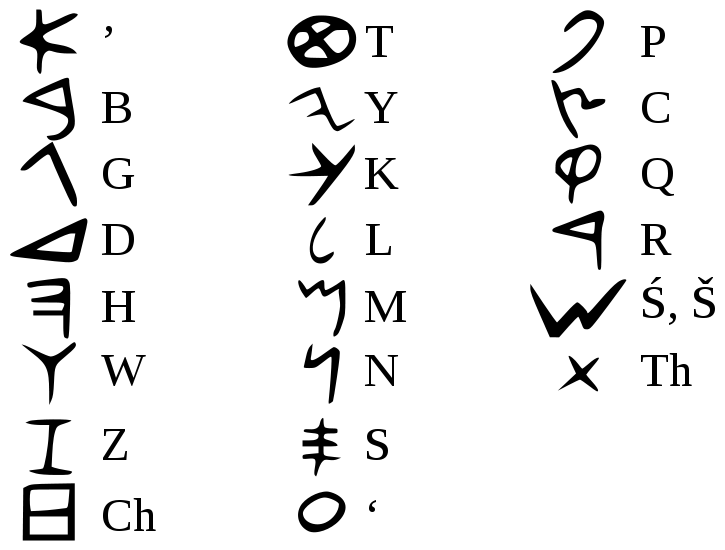 𐤀 ’
𐤁 B
𐤂 G
𐤃 D
𐤄 H
𐤅 W
𐤆 Z
𐤇 Ch
𐤈 T
𐤉 Y
𐤊 K
𐤋 L
𐤌 M
𐤍 N
𐤎 S
𐤏 ‘
𐤐 P
𐤑 C
𐤒 Q
𐤓 R
𐤔 Ś, Š
𐤕 Th